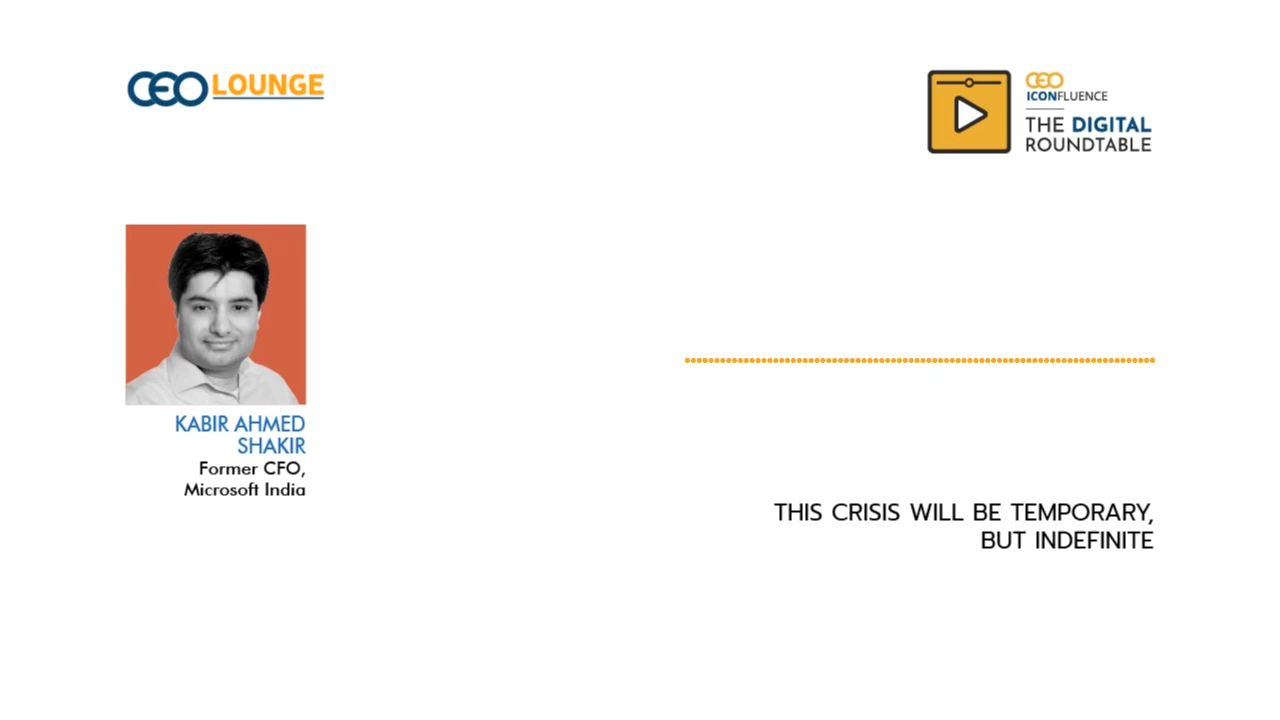 CEO LOUNGE
CEO
ICONFLUENCE
THE DIGITAL
ROUNDTABLE
KABIR AHMED
SHAKIR
Former CFO,
Microsoft India
THIS CRISIS WILL BE TEMPORARY,
BUT INDEFINITE